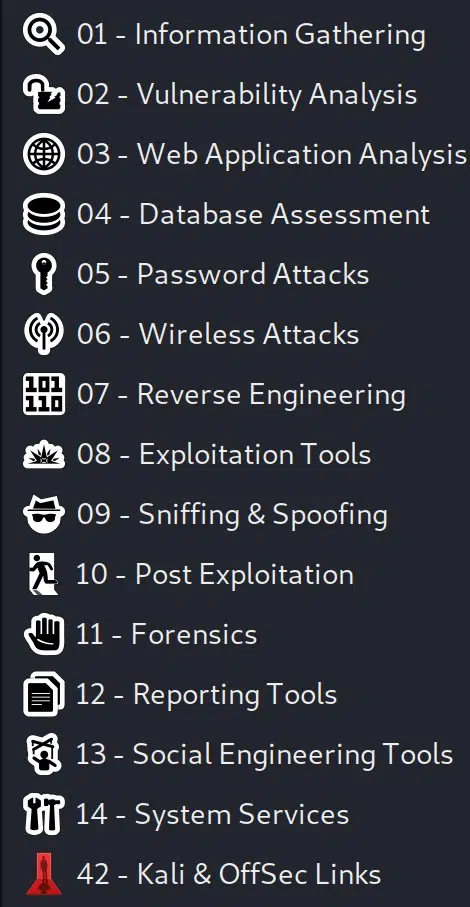 01 - Information Gathering
02 - Vulnerability Analysis
03 - Web Application Analysis
04 - Database Assessment
05 - Password Attacks
06 - Wireless Attacks
101
110
07 - Reverse Engineering
08 - Exploitation Tools
09 - Sniffing & Spoofing
10 - Post Exploitation
11 - Forensics
12 - Reporting Tools
13 - Social Engineering Tools
14 - System Services
42 - Kali & OffSec Links